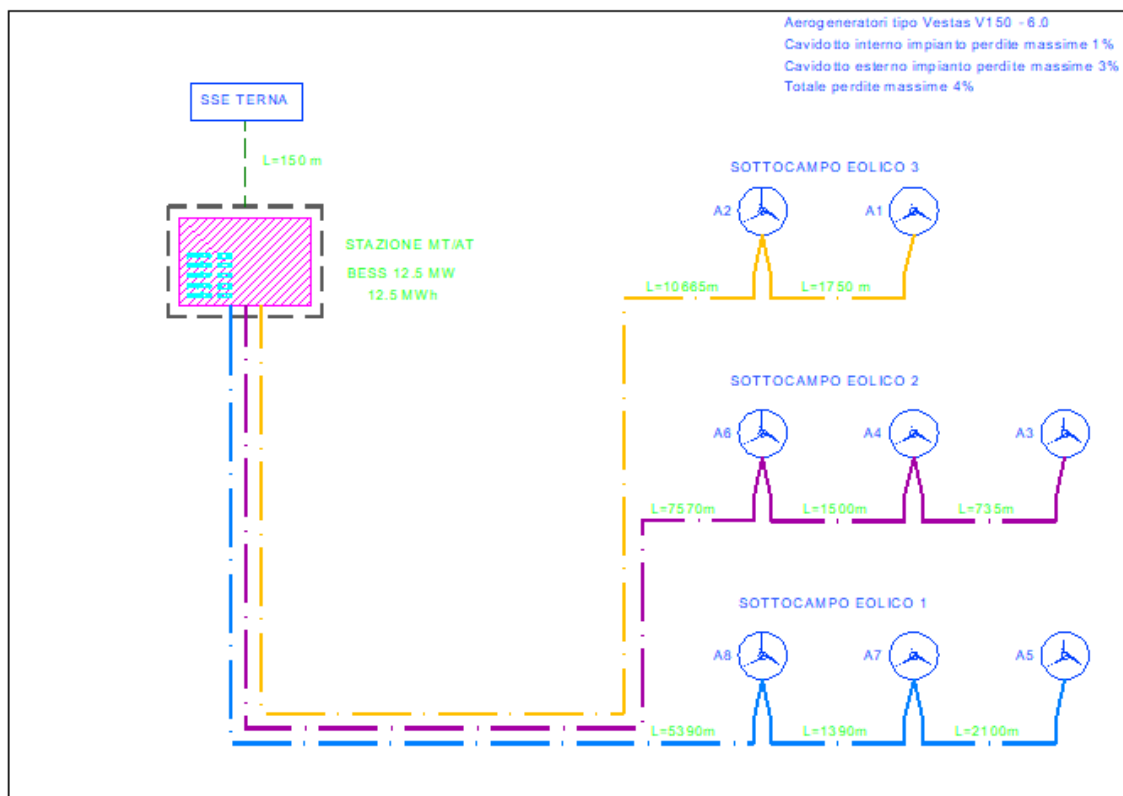 Aerogeneratori tipo Vestas V150 - 6.0
Cavidotto interno impianto perdite massime 1%
Cavidotto esterno impianto perdite massime 3%
Totale perdite massime 4%
SSE TERNA
L=150 m
STAZIONE MT/AT
BESS 12.5 MW
12.5 MWh
SOTTOCAMPO EOLICO 3
A2
A1
L=10665m
L=1750 m
SOTTOCAMPO EOLICO 2
A6
A4
A3
L=7570m
L=1500m
L=735m
SOTTOCAMPO EOLICO 1
A8
A7
A5
L=5390m
L=1390m
L=2100m